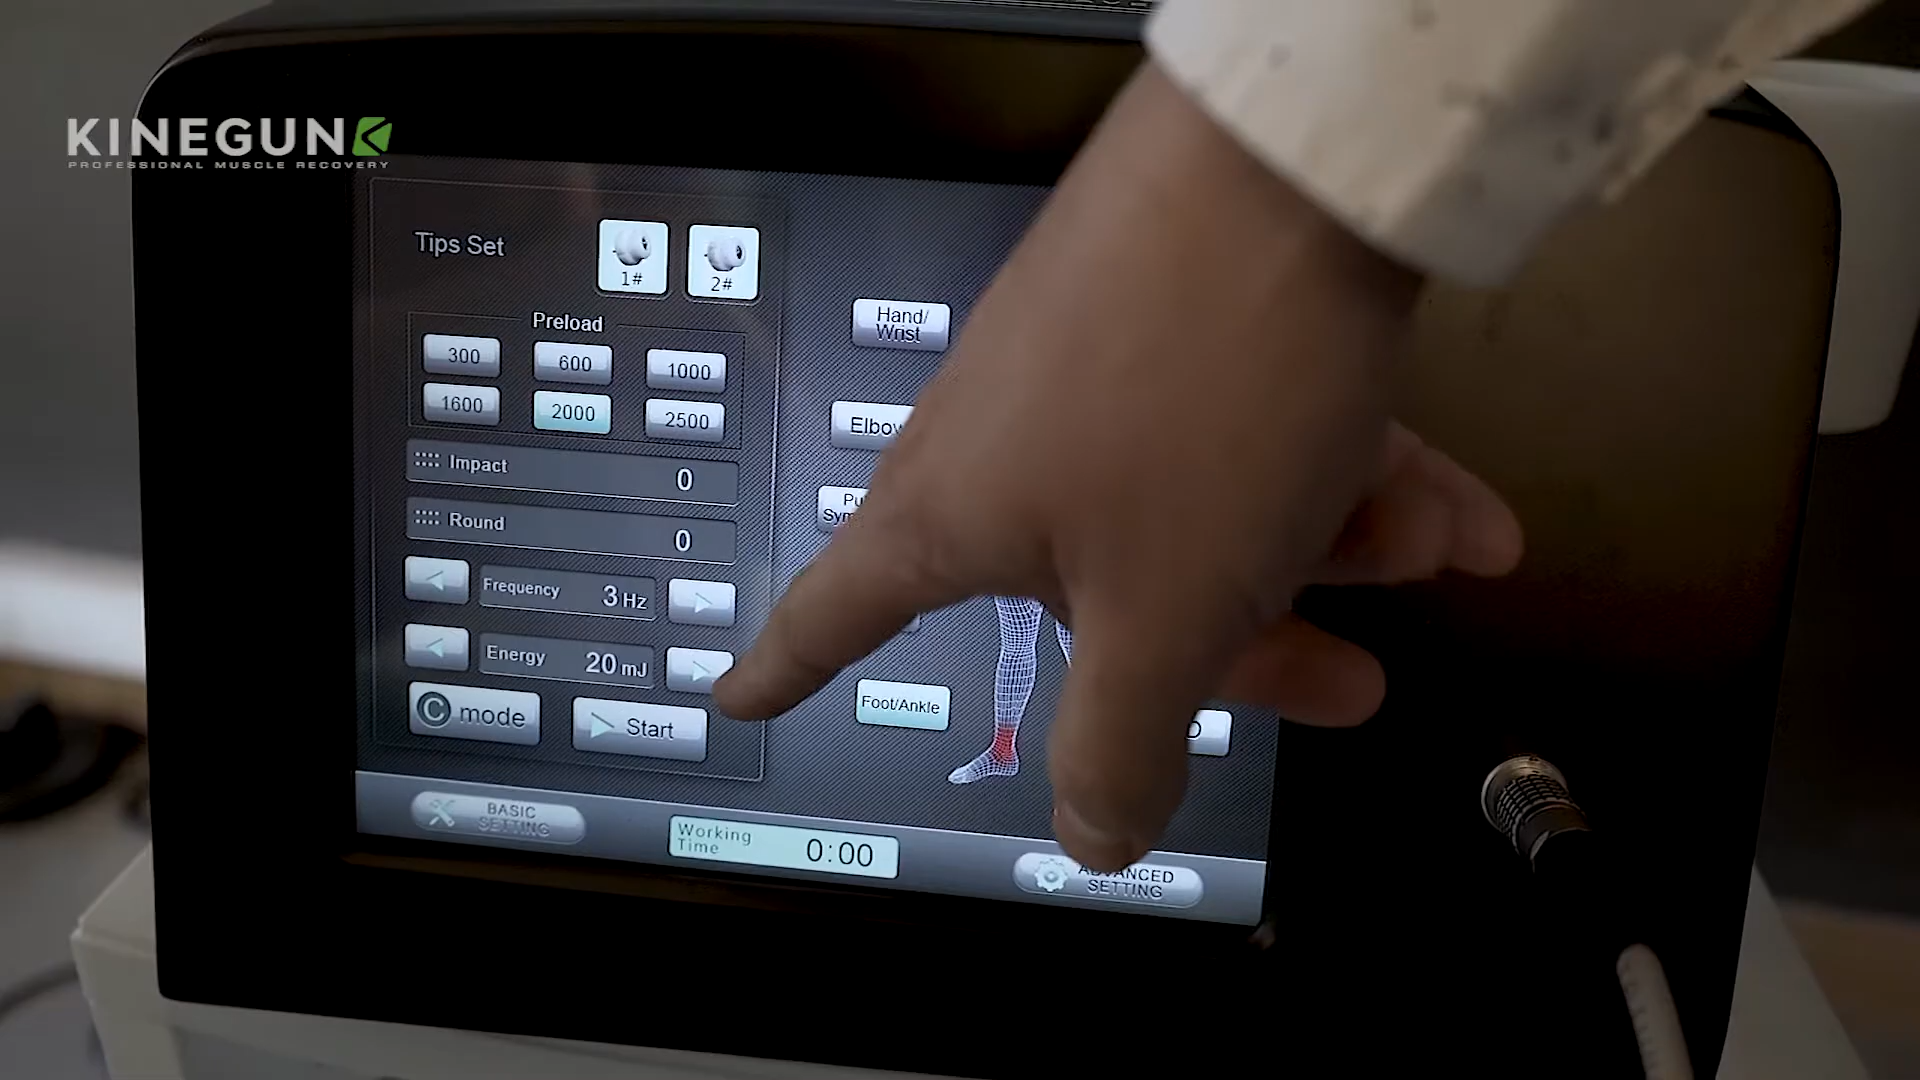 KINEGUN
PROFESSIONAL MUSCLE RECOVERY
Tips Set
1#
2#
Preload
300
600
1000
1600
2000
2500
Impact
0
Round
0
Frequency
3 Hz
Energy
20 mJ
C mode
Start
Hand/
Wrist
Elbow
Foot/Ankle
BASIC
SETTING
Working
Time
0:00
ADVANCED
SETTING